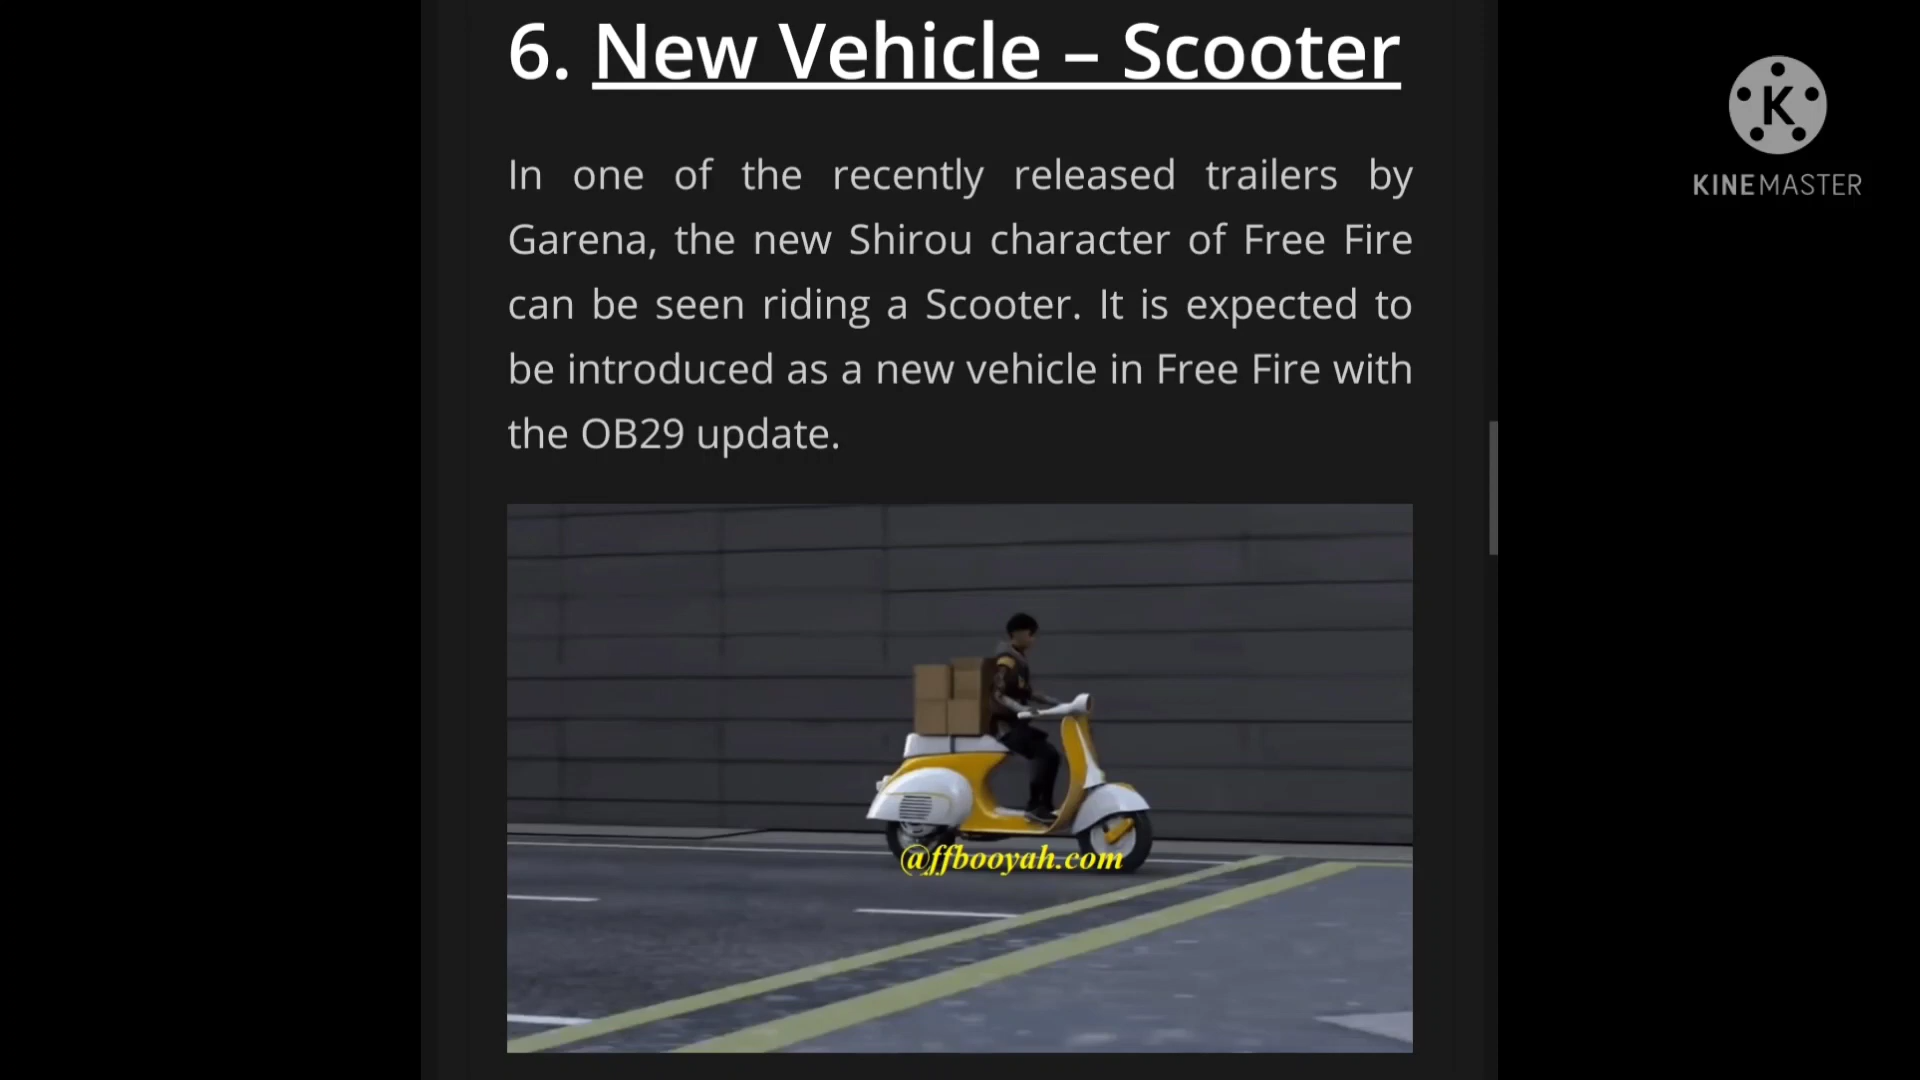 6. New Vehicle – Scooter
K
KINEMASTER
In one of the recently released trailers by
Garena, the new Shirou character of Free Fire
can be seen riding a Scooter. It is expected to
be introduced as a new vehicle in Free Fire with
the OB29 update.
@ffbooyah.com